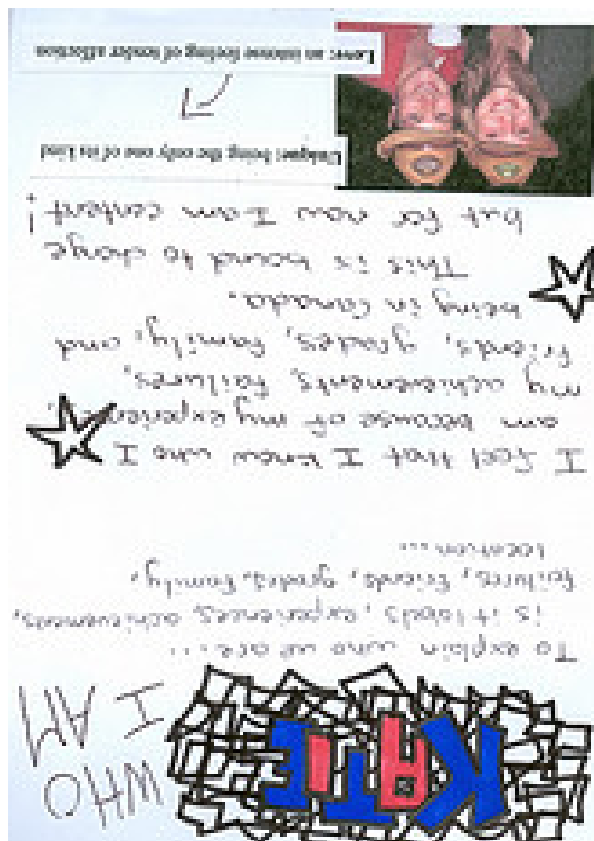 KATIE
WHO
I AM
To explain who we are...
is it labels, experiences, achievements,
failures, friends, grades, family,
location...
I feel that I know who I
am because of my
my achievements, failures,
friends, grades, family, and
being in Canada.
This is bound to change
but for now I am content!
Unique: being the only one of its kind
Love: an intense feeling of tender affection